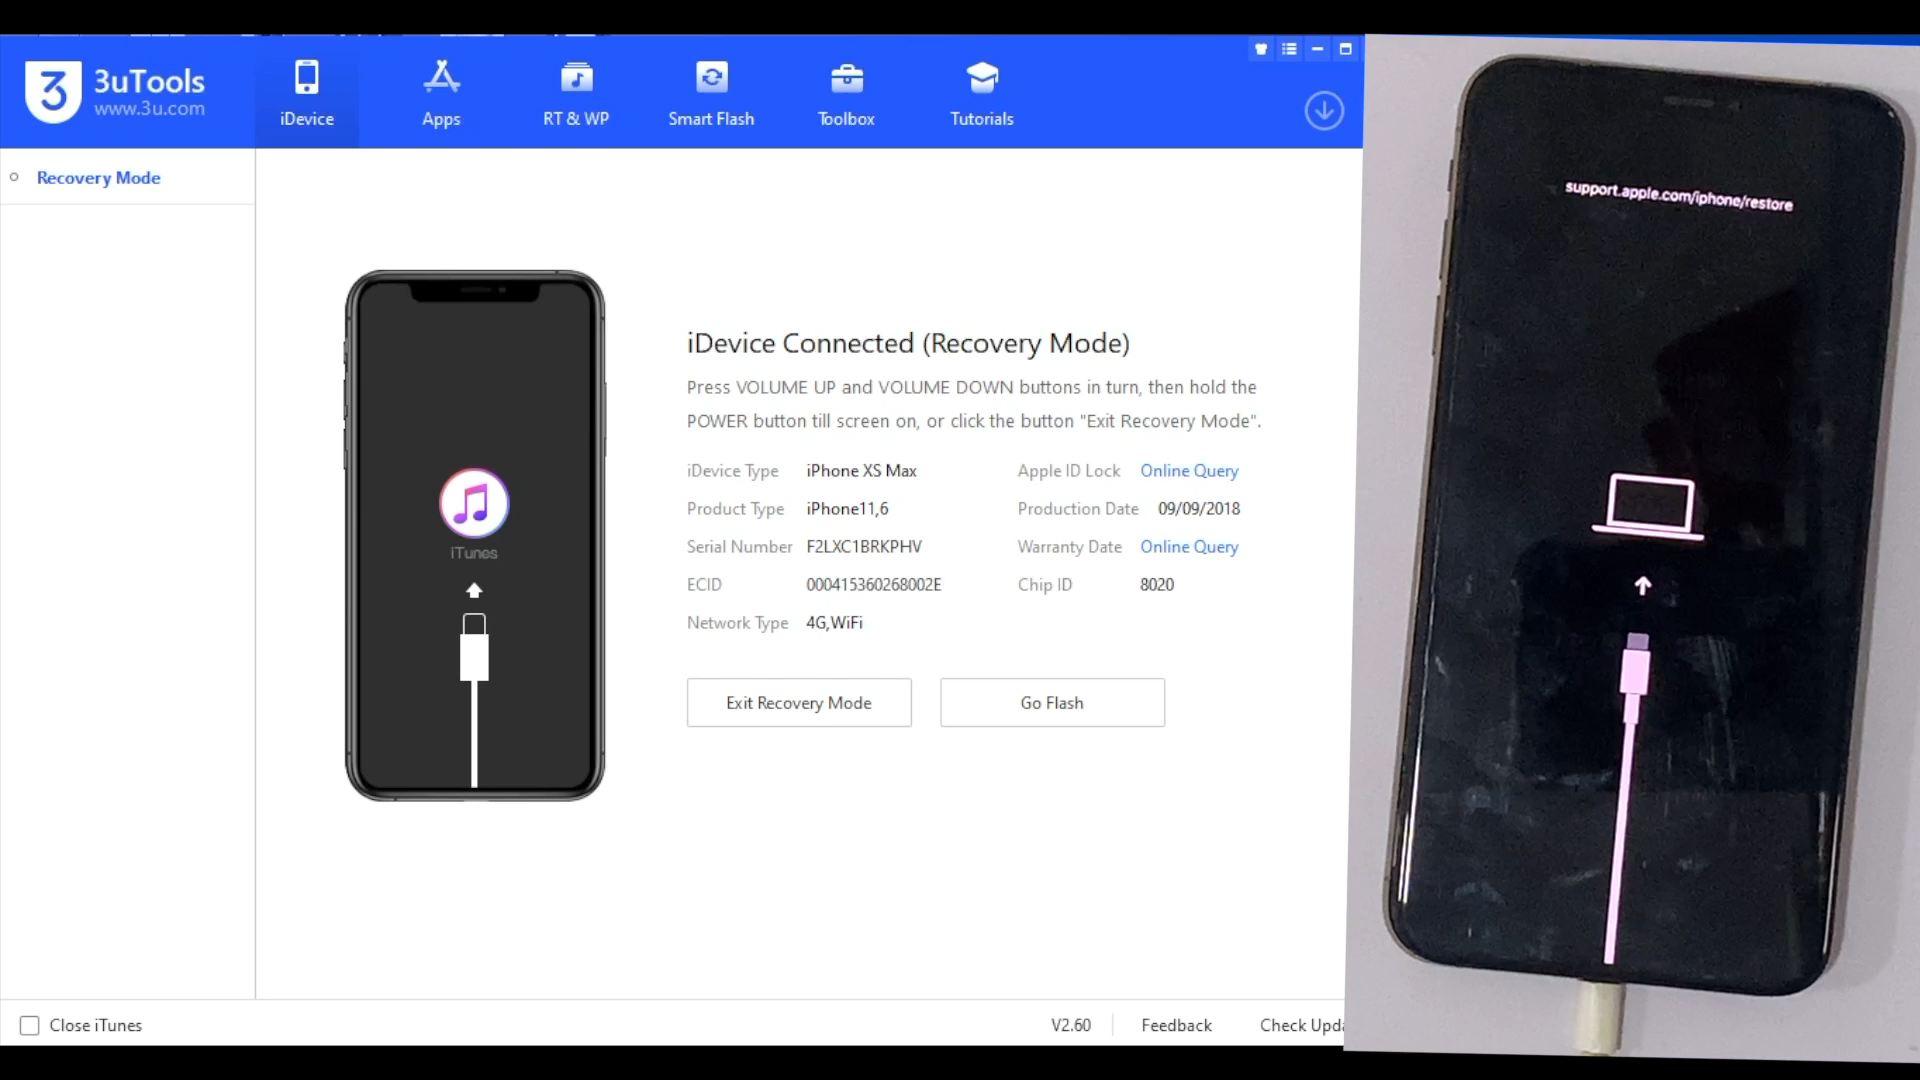 3uTools
www.3u.com
iDevice
Apps
RT & WP
Smart Flash
Toolbox
Tutorials
Recovery Mode
iTunes
iDevice Connected (Recovery Mode)
Press VOLUME UP and VOLUME DOWN buttons in turn, then hold the
POWER button till screen on, or click the button "Exit Recovery Mode".
iDevice Type iPhone XS Max Apple ID Lock Online Query
Product Type iPhone11,6 Production Date 09/09/2018
Serial Number F2LXC1BRKPHV Warranty Date Online Query
ECID 000415360268002E Chip ID 8020
Network Type 4G,WiFi
Exit Recovery Mode Go Flash
Close iTunes
V2.60 Feedback Check Upda
support.apple.com/iphone/restore